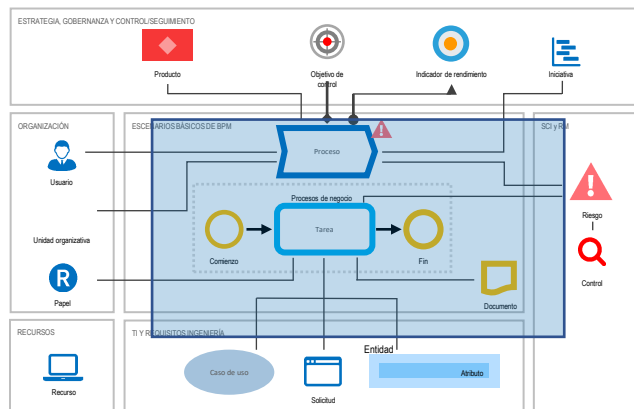 ESTRATEGIA, GOBERNANZA Y CONTROL/SEGUIMIENTO
Producto
Objetivo de
control
Indicador de rendimiento
Iniciativa
ORGANIZACIÓN
ESCENARIOS BÁSICOS DE BPM
SCI y RM
Proceso
Usuario
Procesos de negocio
Riesgo
Tarea
Unidad organizativa
Comienzo
Fin
Control
R
Papel
Documento
RECURSOS
TI Y REQUISITOS INGENIERÍA
Entidad
Caso de uso
Atributo
Recurso
Solicitud